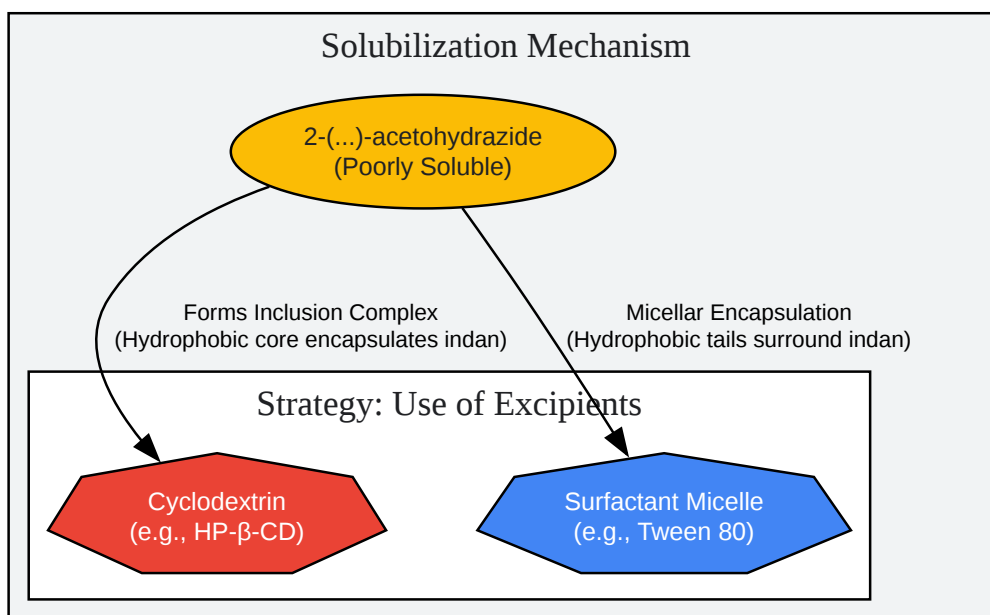 Solubilization Mechanism
2-(...)-acetohydrazide
(Poorly Soluble)
Forms Inclusion Complex
(Hydrophobic core encapsulates indan)
Micellar Encapsulation
(Hydrophobic tails surround indan)
Strategy: Use of Excipients
Cyclodextrin
(e.g., HP-β-CD)
Surfactant Micelle
(e.g., Tween 80)